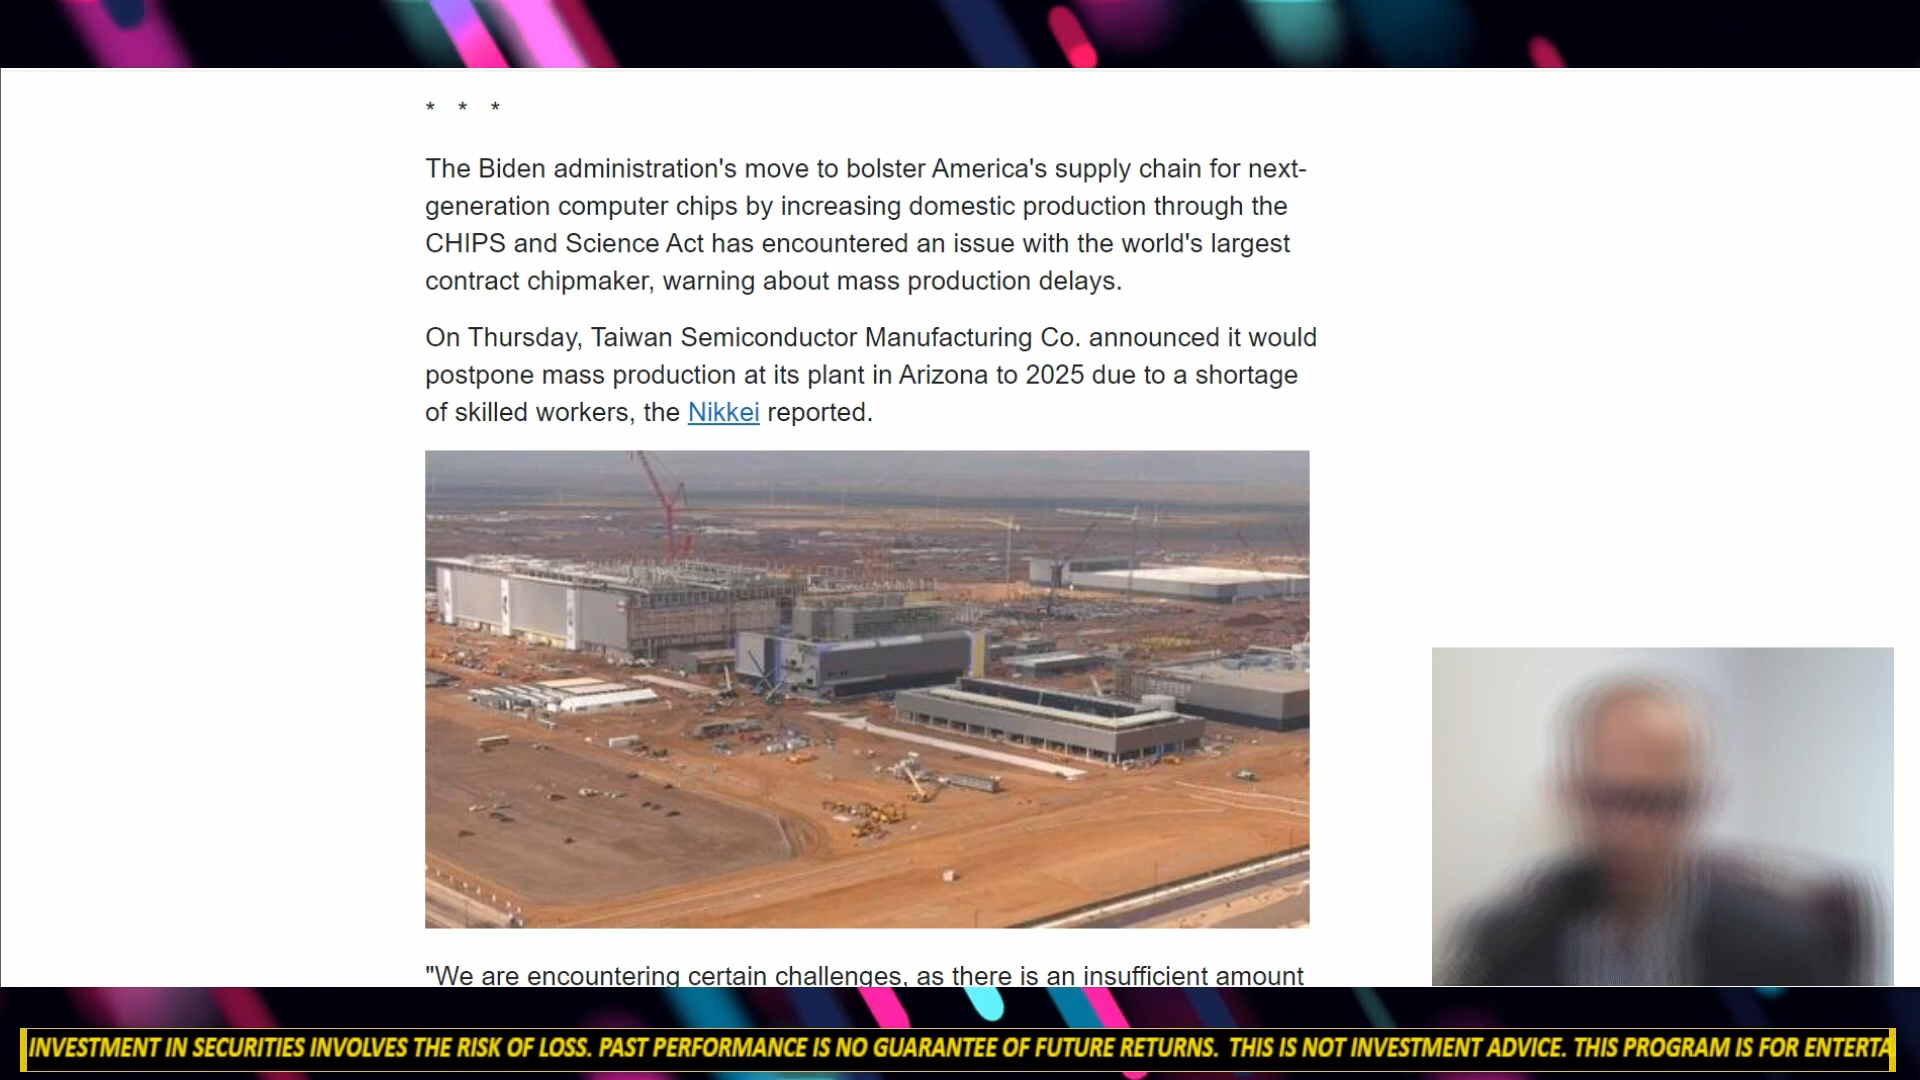 * * *
The Biden administration's move to bolster America's supply chain for next-
generation computer chips by increasing domestic production through the
CHIPS and Science Act has encountered an issue with the world's largest
contract chipmaker, warning about mass production delays.
On Thursday, Taiwan Semiconductor Manufacturing Co. announced it would
postpone mass production at its plant in Arizona to 2025 due to a shortage
of skilled workers, the Nikkei reported.
"We are encountering certain challenges, as there is an insufficient amount
INVESTMENT IN SECURITIES INVOLVES THE RISK OF LOSS. PAST PERFORMANCE IS NO GUARANTEE OF FUTURE RETURNS. THIS IS NOT INVESTMENT ADVICE. THIS PROGRAM IS FOR ENTERTA